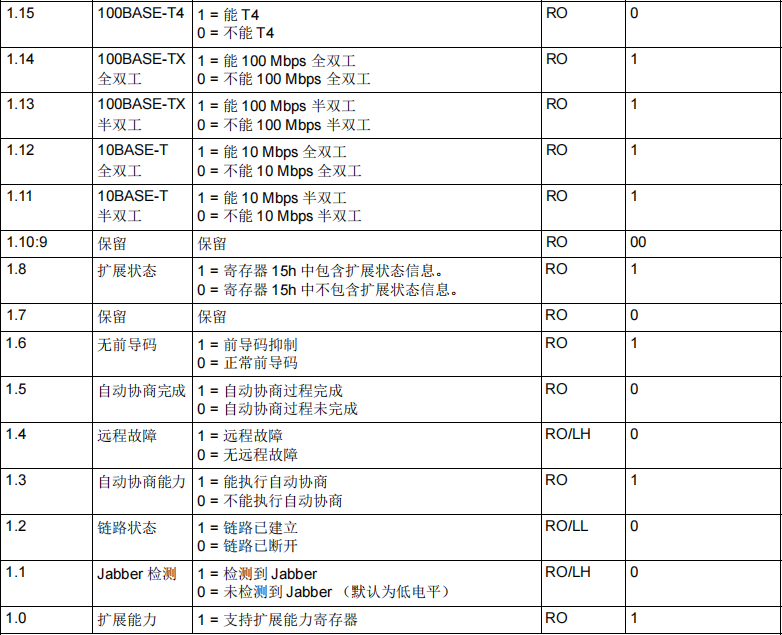 1.15 100BASE-T4 1 = 能 T4 RO 0
0 = 不能 T4
1.14 100BASE-TX 1 = 能 100 Mbps 全双工 RO 1
全双工 0 = 不能 100 Mbps 全双工
1.13 100BASE-TX 1 = 能 100 Mbps 半双工 RO 1
半双工 0 = 不能 100 Mbps 半双工
1.12 10BASE-T 1 = 能 10 Mbps 全双工 RO 1
全双工 0 = 不能 10 Mbps 全双工
1.11 10BASE-T 1 = 能 10 Mbps 半双工 RO 1
半双工 0 = 不能 10 Mbps 半双工
1.10:9 保留 保留 RO 00
1.8 扩展状态 1 = 寄存器 15h 中包含扩展状态信息。 RO 1
0 = 寄存器 15h 中不包含扩展状态信息。
1.7 保留 保留 RO 0
1.6 无前导码 1 = 前导码抑制 RO 1
0 = 正常前导码
1.5 自动协商完成 1 = 自动协商过程完成 RO 0
0 = 自动协商过程未完成
1.4 远程故障 1 = 远程故障 RO/LH 0
0 = 无远程故障
1.3 自动协商能力 1 = 能执行自动协商 RO 1
0 = 不能执行自动协商
1.2 链路状态 1 = 链路已建立 RO/LL 0
0 = 链路已断开
1.1 Jabber 检测 1 = 检测到 Jabber RO/LH 0
0 = 未检测到 Jabber （默认为低电平）
1.0 扩展能力 1 = 支持扩展能力寄存器 RO 1